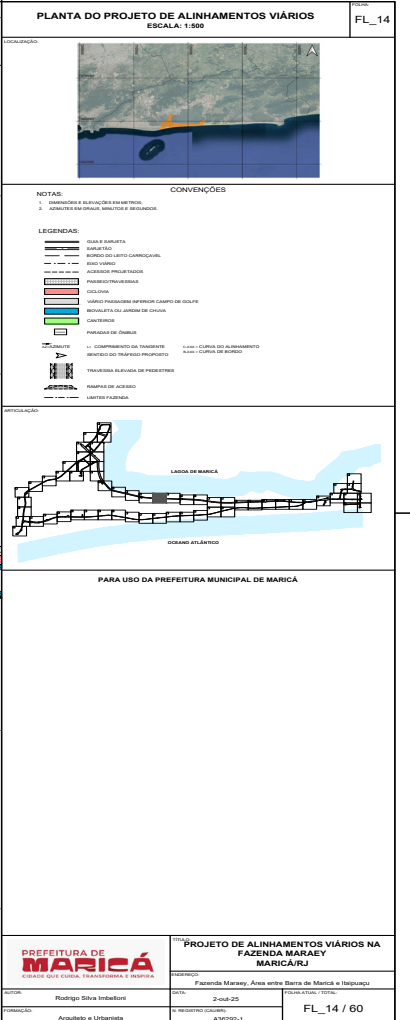 PLANTA DO PROJETO DE ALINHAMENTOS VIÁRIOS
ESCALA: 1:500
FOLHA:
FL_14
LOCALIZAÇÃO:
CONVENÇÕES
NOTAS:
1. DIMENSÕES E ELEVAÇÕES EM METROS;
2. AZIMUTES EM GRAUS, MINUTOS E SEGUNDOS.
LEGENDAS:
GUIA E SARJETA
SARJETÃO
BORDO DO LEITO CARROÇAVEL
EIXO VIÁRIO
ACESSOS PROJETADOS
PASSEIO/TRAVESSIAS
CICLOVIA
VIÁRIO PASSAGEM INFERIOR CAMPO DE GOLFE
BIOVALETA OU JARDIM DE CHUVA
CANTEIROS
PARADAS DE ÔNIBUS
AZ=AZIMUTE L= COMPRIMENTO DA TANGENTE
= CURVA DO ALINHAMENTO
= CURVA DE BORDO
SENTIDO DO TRÁFEGO PROPOSTO
TRAVESSIA ELEVADA DE PEDESTRES
RAMPAS DE ACESSO
LIMITES FAZENDA
ARTICULAÇÃO:
LAGOA DE MARICÁ
OCEANO ATLÂNTICO
PARA USO DA PREFEITURA MUNICIPAL DE MARICÁ
PREFEITURA DE
MARICÁ
CIDADE QUE CUIDA, TRANSFORMA E INSPIRA
TÍTULO:
PROJETO DE ALINHAMENTOS VIÁRIOS NA
FAZENDA MARAEY
MARICÁ/RJ
ENDEREÇO:
Fazenda Maraey, Área entre Barra de Maricá e Itaipuaçu
AUTOR:
Rodrigo Silva Imbelloni
DATA:
2-out-25
FOLHA ATUAL / TOTAL:
FL_14 / 60
FORMAÇÃO:
Arquiteto e Urbanista
N. REGISTRO (CAU/BR):
A36292-1